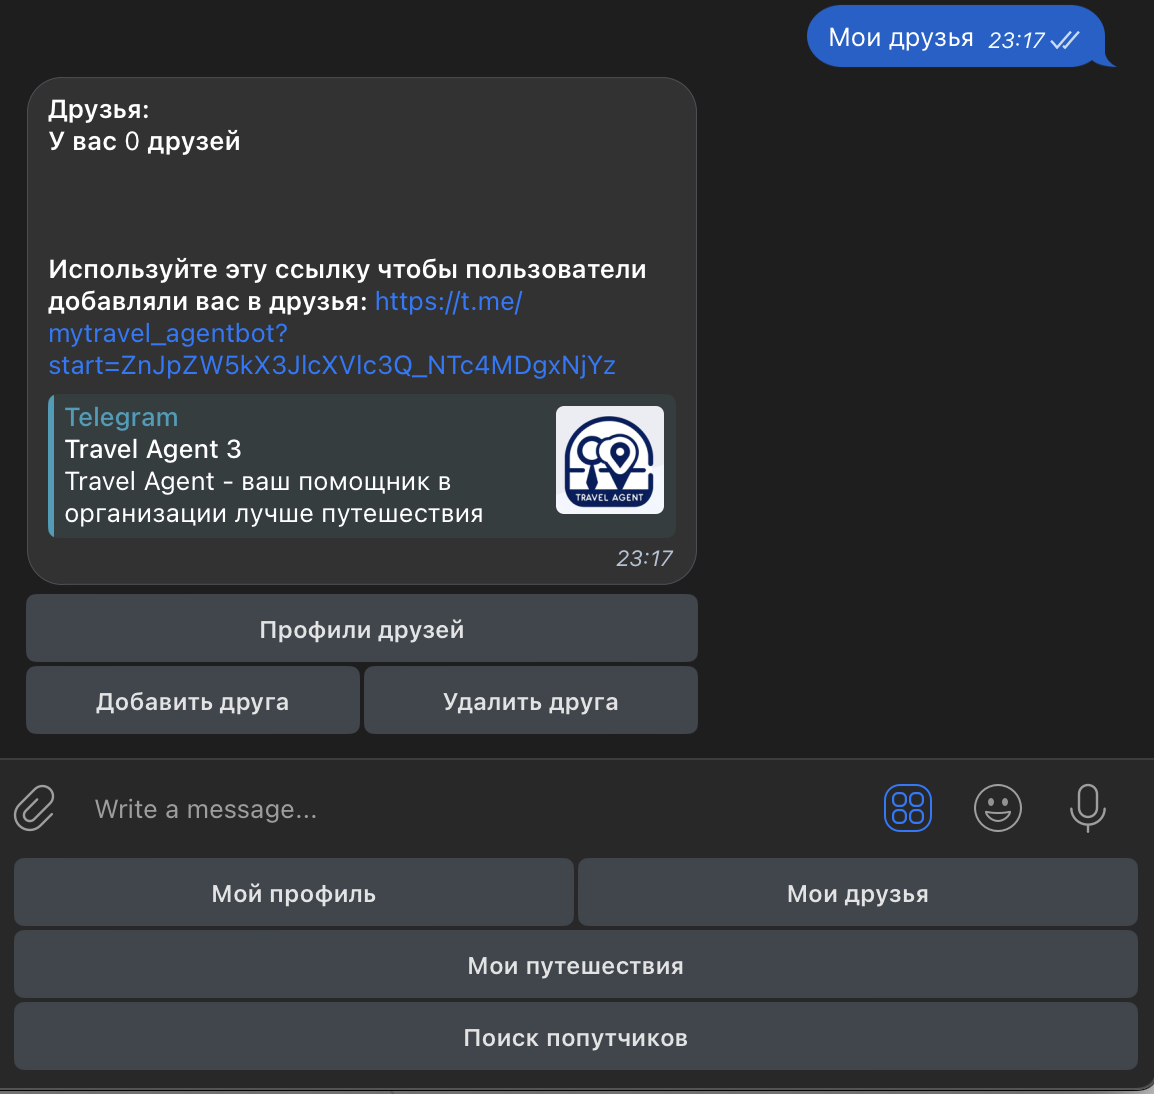 Мои друзья 23:17
Друзья:
У вас 0 друзей
Используйте эту ссылку чтобы пользователи
добавляли вас в друзья: https://t.me/
mytravel_agentbot?
start=ZnJpZW5kX3JlcXVlc3Q_NTc4MDgxNjYz
Telegram
Travel Agent 3
Travel Agent - ваш помощник в
организации лучше путешествия
TRAVEL AGENT
23:17
Профили друзей
Добавить друга
Удалить друга
Write a message...
Мой профиль
Мои друзья
Мои путешествия
Поиск попутчиков